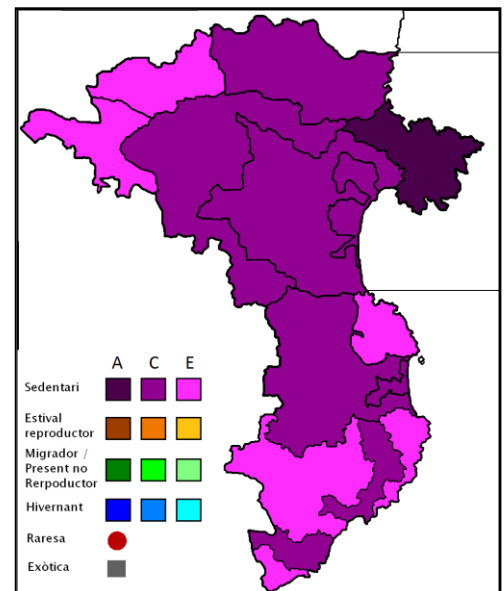 A C E
Sedentari
Estival
reproductor
Migrador /
Present no
Rerpoductor
Hivernant
Raresa
Exòtica